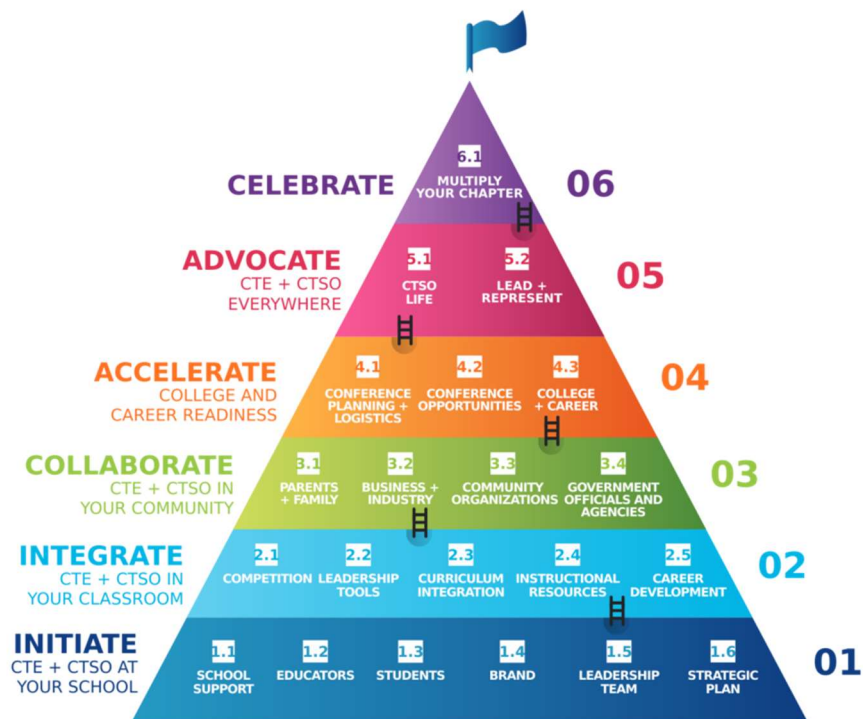 6.1
MULTIPLY
YOUR CHAPTER
CELEBRATE
06
ADVOCATE
CTE + CTSO
EVERYWHERE
5.1
CTSO
LIFE
5.2
LEAD +
REPRESENT
05
ACCELERATE
COLLEGE AND
CAREER READINESS
4.1
CONFERENCE
PLANNING +
LOGISTICS
4.2
CONFERENCE
OPPORTUNITIES
4.3
COLLEGE
+ CAREER
04
COLLABORATE
CTE + CTSO IN
YOUR COMMUNITY
3.1
PARENTS
+ FAMILY
3.2
BUSINESS +
INDUSTRY
3.3
COMMUNITY
ORGANIZATIONS
3.4
GOVERNMENT
OFFICIALS AND
AGENCIES
03
INTEGRATE
CTE + CTSO IN
YOUR CLASSROOM
2.1
COMPETITION
2.2
LEADERSHIP
TOOLS
2.3
CURRICULUM
INTEGRATION
2.4
INSTRUCTIONAL
RESOURCES
2.5
CAREER
DEVELOPMENT
02
INITIATE
CTE + CTSO AT
YOUR SCHOOL
1.1
SCHOOL
SUPPORT
1.2
EDUCATORS
1.3
STUDENTS
1.4
BRAND
1.5
LEADERSHIP
TEAM
1.6
STRATEGIC
PLAN
01